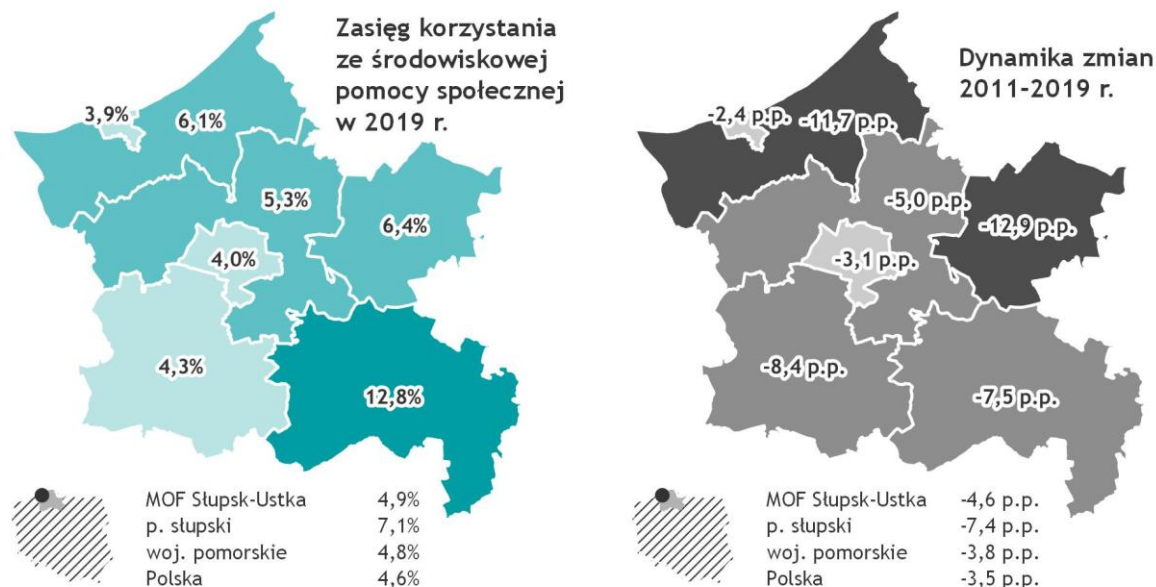 Zasięg korzystania
ze środowiskowej
pomocy społecznej
w 2019 r.
3,9%
6,1%
5,3%
6,4%
4,0%
4,3%
12,8%
MOF Słupsk-Ustka 4,9%
p. słupski 7,1%
woj. pomorskie 4,8%
Polska 4,6%
Dynamika zmian
2011-2019 r.
-2,4 p.p.
-11,7 p.p.
-5,0 p.p.
-12,9 p.p.
-3,1 p.p.
-8,4 p.p.
-7,5 p.p.
MOF Słupsk-Ustka -4,6 p.p.
p. słupski -7,4 p.p.
woj. pomorskie -3,8 p.p.
Polska -3,5 p.p.